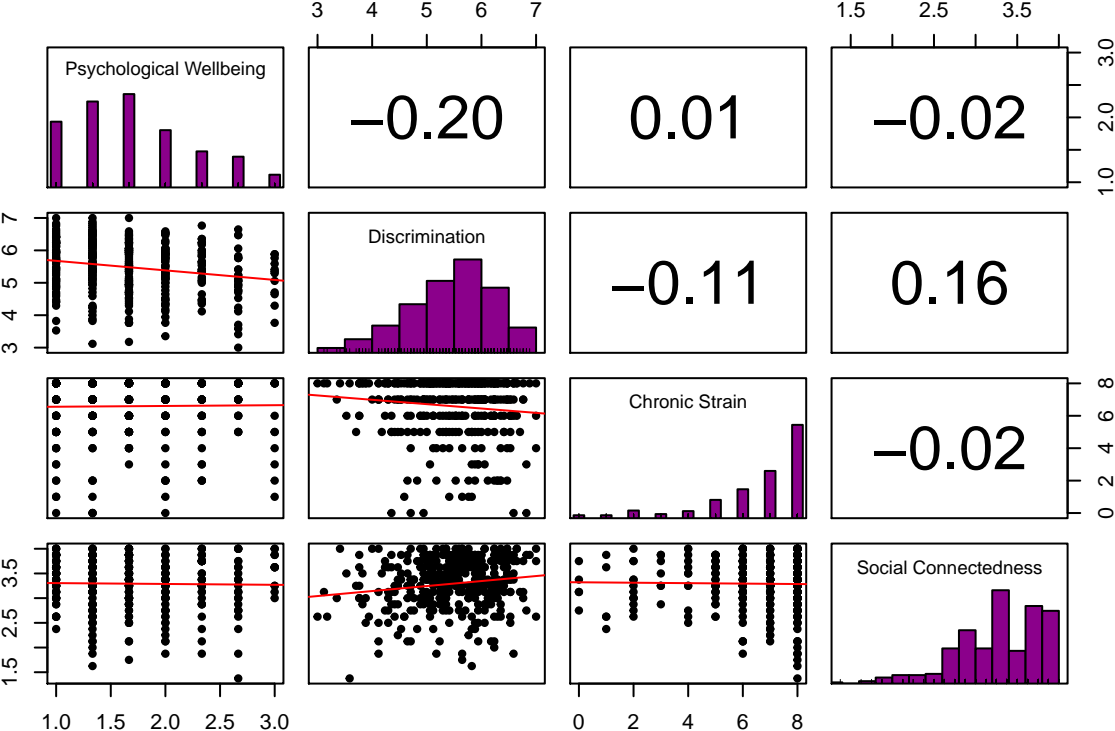 3 4 5 6 7 1.5 2.5 3.5
Psychological Wellbeing
−0.20
0.01
−0.02
1.0 2.0 3.0
3 4 5 6 7
Discrimination
−0.11
0.16
Chronic Strain
−0.02
0 2 4 6 8
1.5 2.5 3.5
Social Connectedness
1.0 1.5 2.0 2.5 3.0 0 2 4 6 8